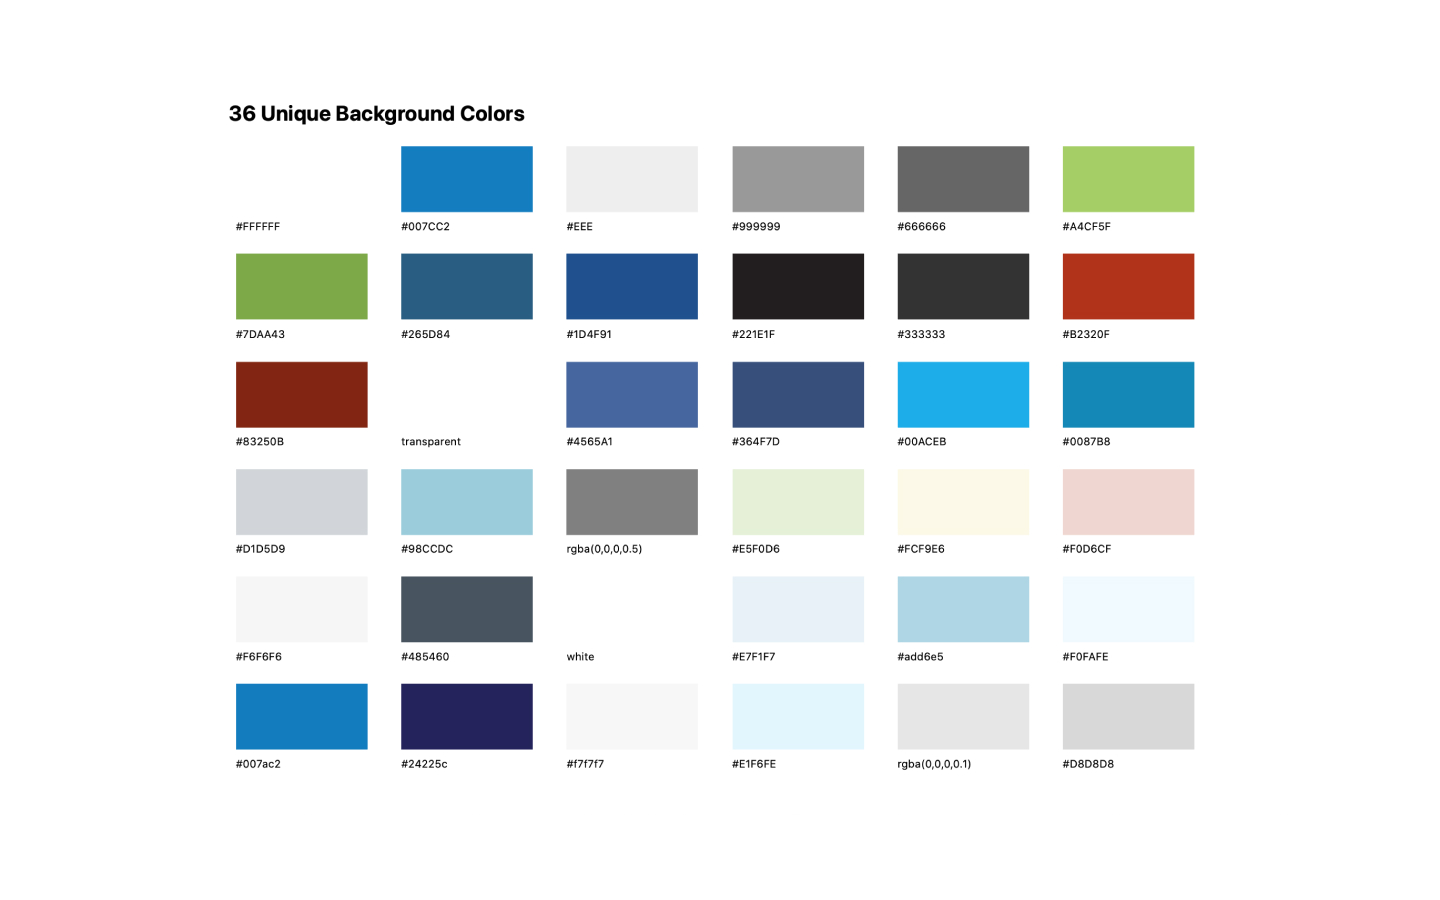 36 Unique Background Colors
#FFFFFF #007CC2 #EEE #999999 #666666 #A4CF5F
#7DAA43 #265D84 #1D4F91 #221E1F #333333 #B2320F
#83250B transparent #4565A1 #364F7D #00ACEB #0087B8
#D1D5D9 #98CCDC rgba(0,0,0,0.5) #E5F0D6 #FCF9E6 #F0D6CF
#F6F6F6 #485460 white #E7F1F7 #add6e5 #F0FAFE
#007ac2 #24225c #f7f7f7 #E1F6FE rgba(0,0,0,0.1) #D8D8D8